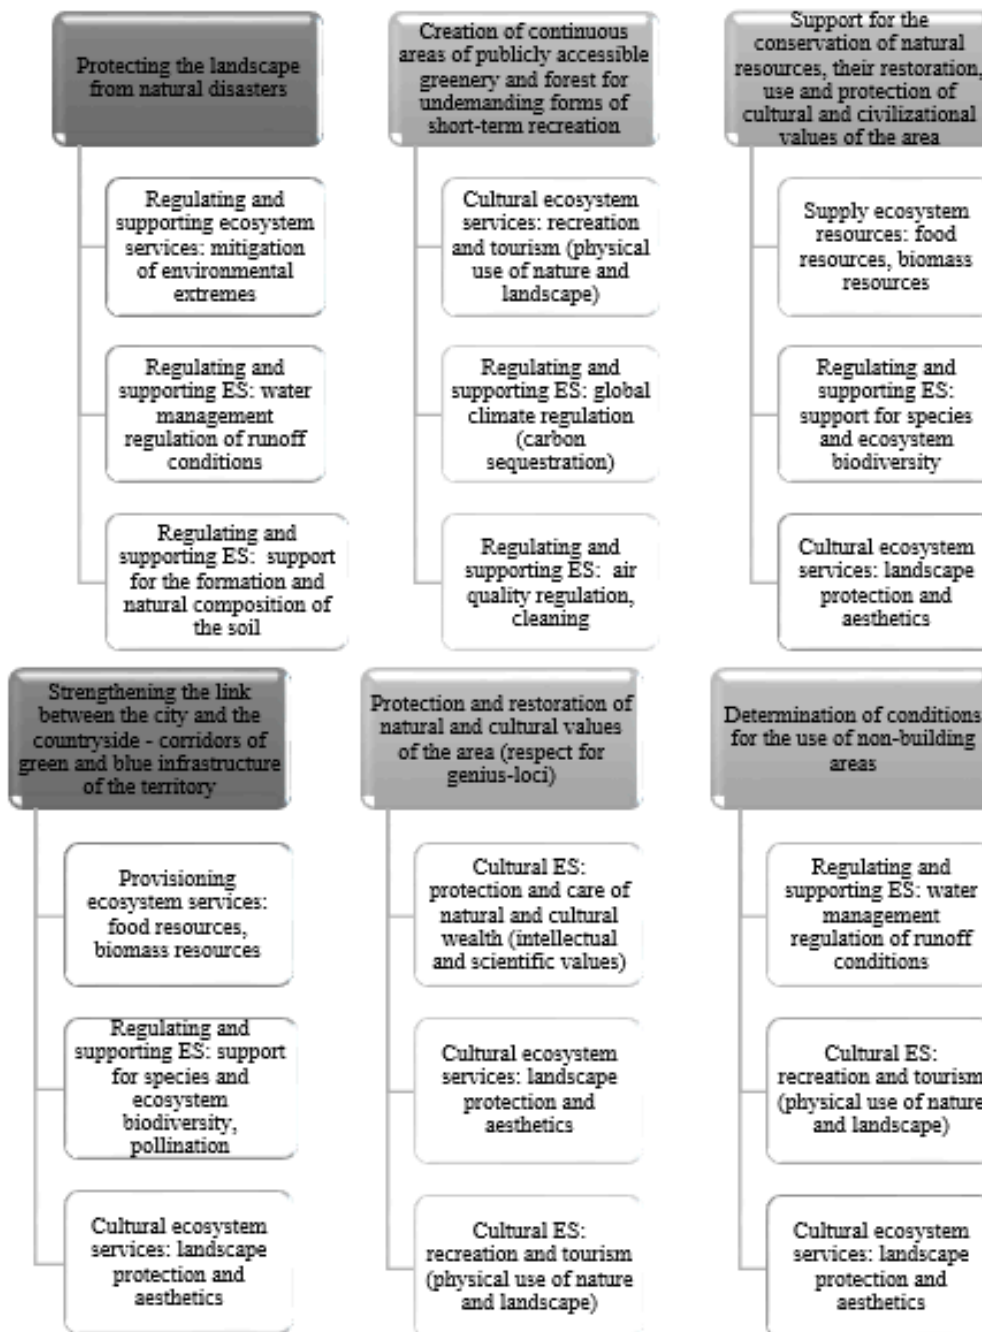 Protecting the landscape
from natural disasters
Regulating and
supporting ecosystem
services: mitigation
of environmental
extremes
Regulating and
supporting ES: water
management
regulation of runoff
conditions
Regulating and
supporting ES:  support
for the formation and
natural composition of
the soil
Creation of continuous
areas of publicly accessible
greenery and forest for
undemanding forms of
short-term recreation
Cultural ecosystem
services: recreation
and tourism (physical
use of nature and
landscape)
Regulating and
supporting ES: global
climate regulation
(carbon
sequestration)
Regulating and
supporting ES:  air
quality regulation,
cleaning
Support for the
conservation of natural
resources, their restoration,
use and protection of
cultural and civilizational
values of the area
Supply ecosystem
resources: food
resources, biomass
resources
Regulating and
supporting ES:
support for species
and ecosystem
biodiversity
Cultural ecosystem
services: landscape
protection and
aesthetics
Strengthening the link
between the city and the
countryside - corridors of
green and blue infrastructure
of the territory
Provisioning
ecosystem services:
food resources,
biomass resources
Regulating and
supporting ES: support
for species and
ecosystem
biodiversity,
pollination
Cultural ecosystem
services: landscape
protection and
aesthetics
Protection and restoration of
natural and cultural values
of the area (respect for
genius-loci)
Cultural ES:
protection and care of
natural and cultural
wealth (intellectual
and scientific values)
Cultural ecosystem
services: landscape
protection and
aesthetics
Cultural ES:
recreation and tourism
(physical use of nature
and landscape)
Determination of conditions
for the use of non-building
areas
Regulating and
supporting ES: water
management
regulation of runoff
conditions
Cultural ES:
recreation and tourism
(physical use of nature
and landscape)
Cultural ecosystem
services: landscape
protection and
aesthetics